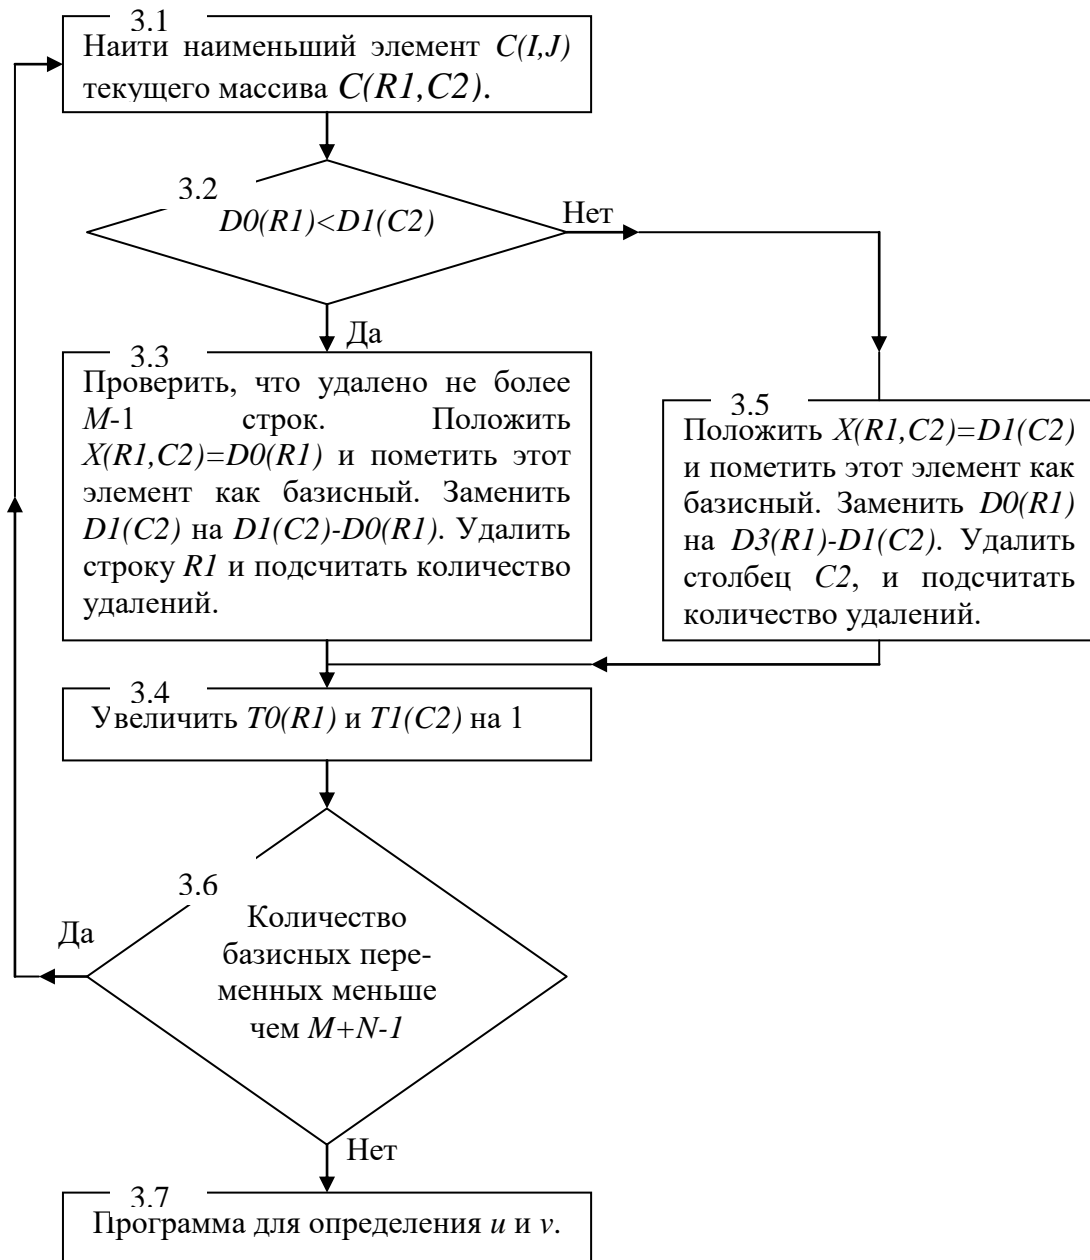 3.1
Наити наименьший элемент C(I,J)
текущего массива C(R1,C2).
3.2
D0(R1)<D1(C2)
Нет
Да
3.3
Проверить, что удалено не более
M-1 строк. Положить
X(R1,C2)=D0(R1) и пометить этот
элемент как базисный. Заменить
D1(C2) на D1(C2)-D0(R1). Удалить
строку R1 и подсчитать количество
удалений.
3.5
Положить X(R1,C2)=D1(C2)
и пометить этот элемент как
базисный. Заменить D0(R1)
на D3(R1)-D1(C2). Удалить
столбец C2, и подсчитать
количество удалений.
3.4
Увеличить T0(R1) и T1(C2) на 1
3.6
Да
Количество
базисных пере-
менных меньше
чем M+N-1
Нет
3.7
Программа для определения u и v.